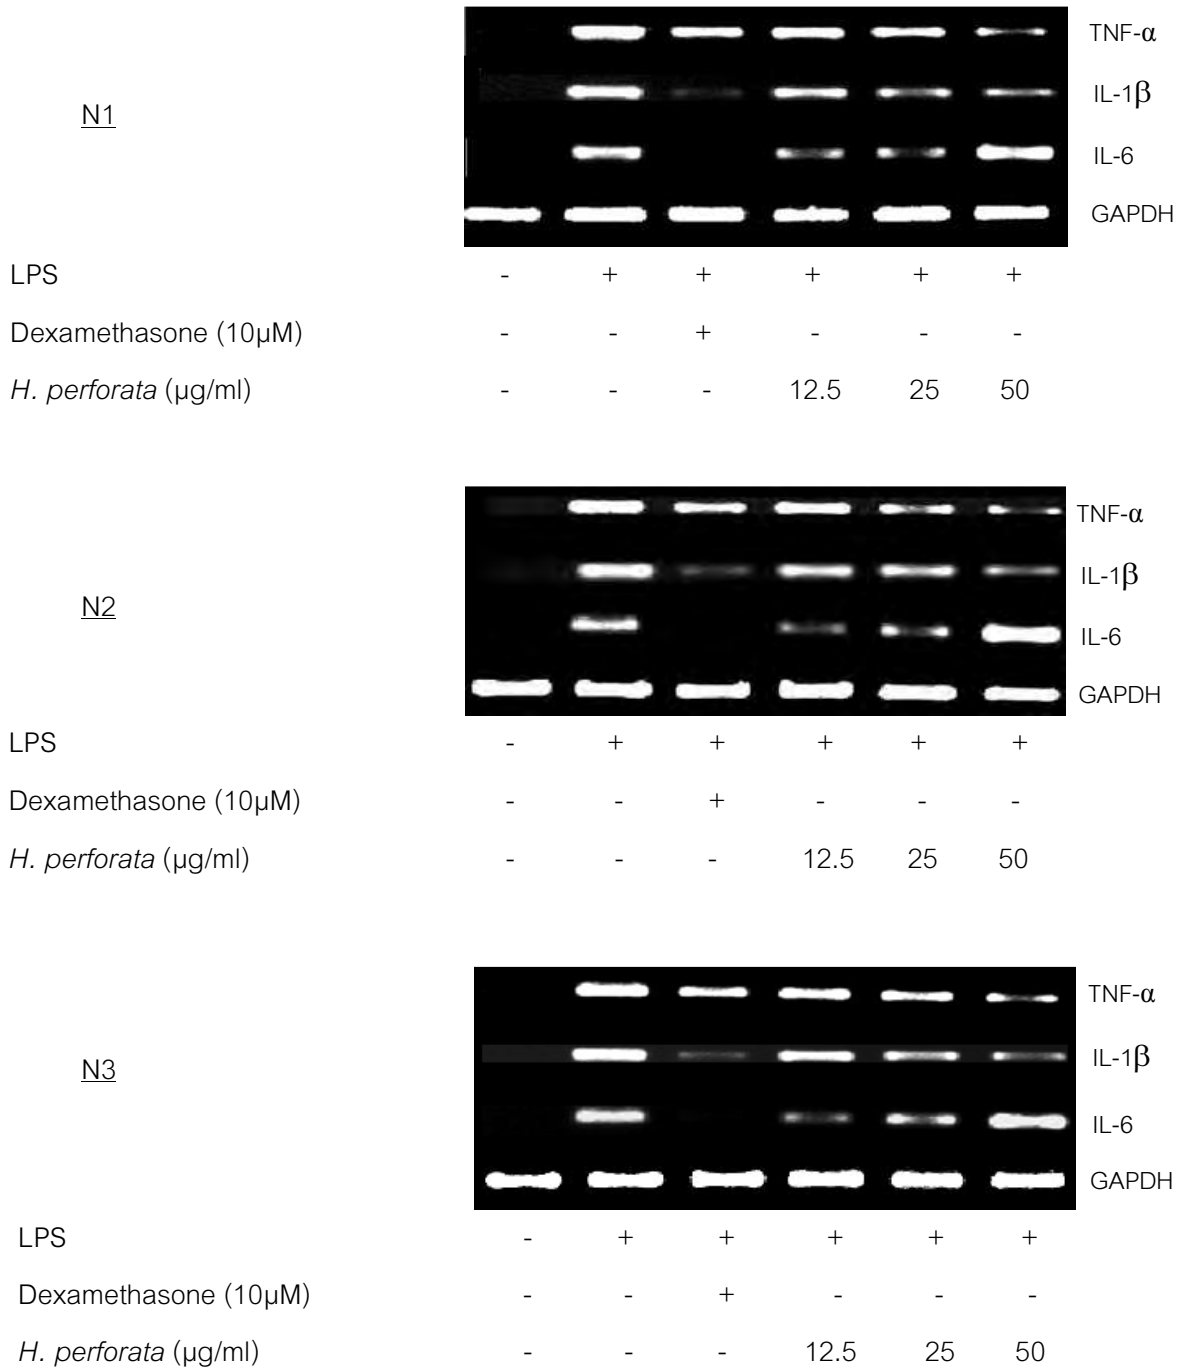 TNF-α
IL-1β
N1
IL-6
GAPDH
LPS - + + + + +
Dexamethasone (10µM) - - + - - -
H. perforata (µg/ml) - - - 12.5 25 50
TNF-α
IL-1β
N2
IL-6
GAPDH
LPS - + + + + +
Dexamethasone (10µM) - - + - - -
H. perforata (µg/ml) - - - 12.5 25 50
TNF-α
IL-1β
N3
IL-6
GAPDH
LPS - + + + + +
Dexamethasone (10µM) - - + - - -
H. perforata (µg/ml) - - - 12.5 25 50